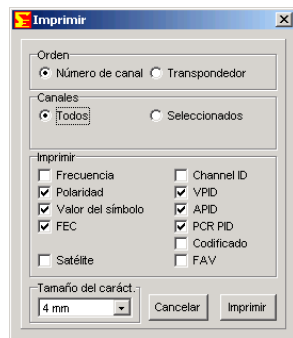 Imprimir
Orden
Número de canal Transpondedor
Canales
Todos Seleccionados
Imprimir
Frecuencia Channel ID
Polaridad VPID
Valor del símbolo APID
FEC PCR PID
Codificado
Satélite FAV
Tamaño del caráct.
4 mm Cancelar Imprimir